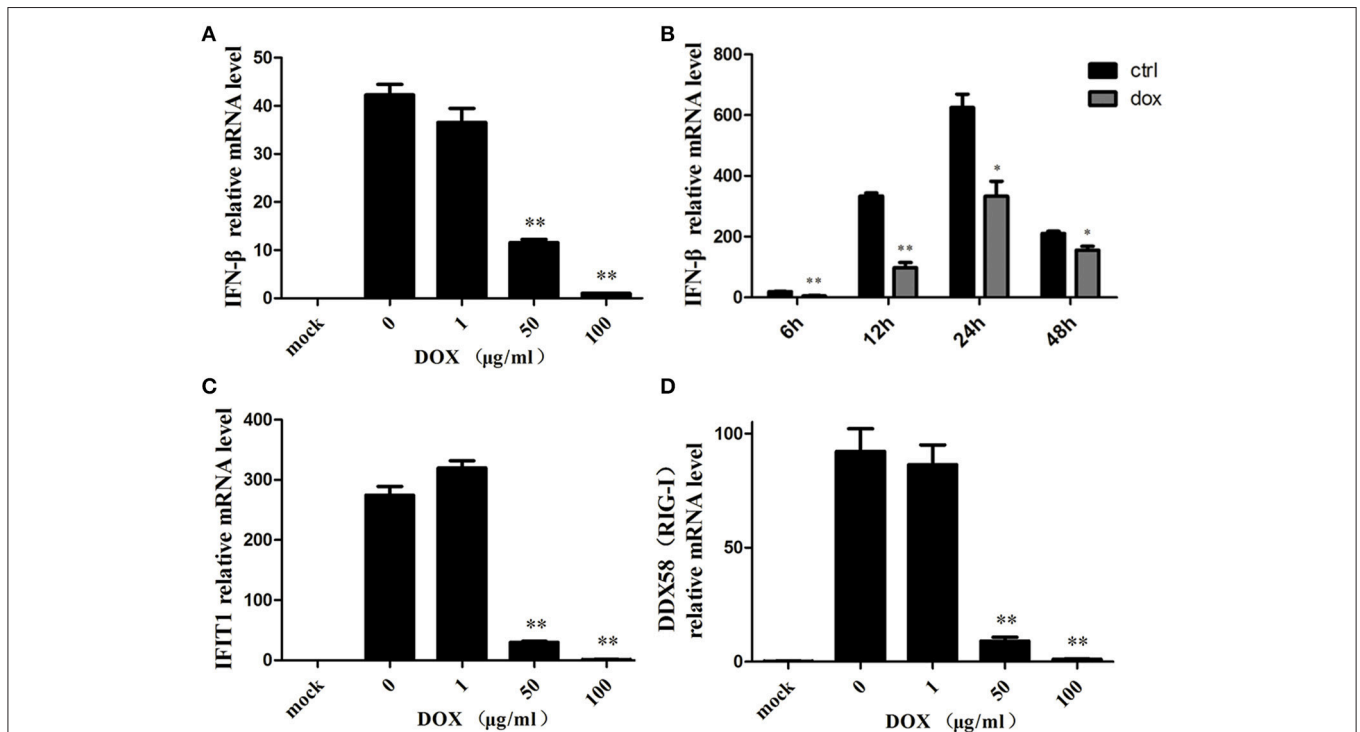 A
IFN-β relative mRNA level
50
40
30
20
10
0
**
**
mock
0
1
50
100
DOX （μg/ml）
B
IFN-β relative mRNA level
800
600
400
200
0
ctrl
dox
**
**
*
*
6h
12h
24h
48h
C
IFIT1 relative mRNA level
400
300
200
100
0
**
**
mock
0
1
50
100
DOX （μg/ml）
D
DDX58（RIG-I）
relative mRNA level
100
50
0
**
**
mock
0
1
50
100
DOX （μg/ml）